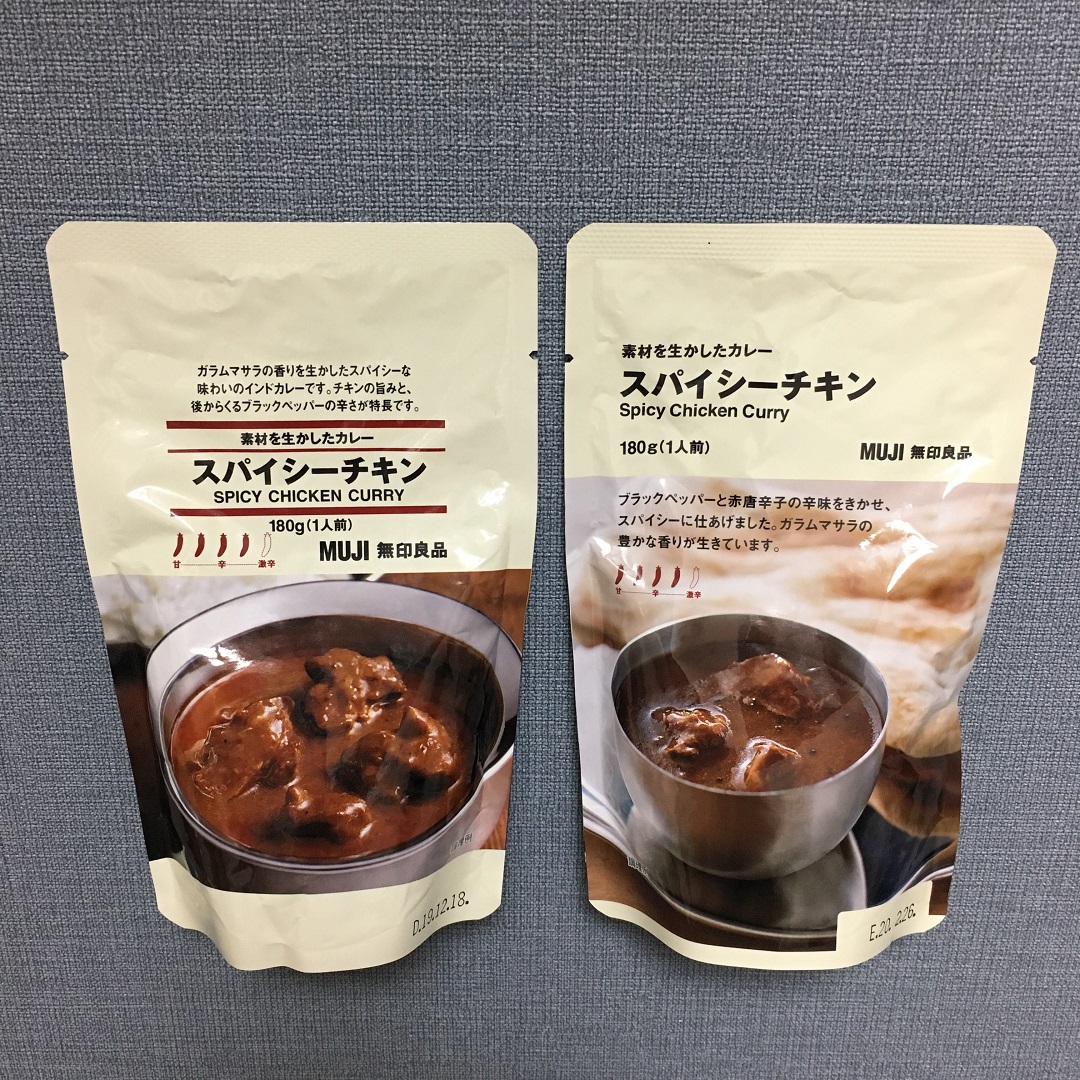 ガラムマサラの香りを生かしたスパイシーな
味わいのインドカレーです。チキンの旨みと、
後からくるブラックペッパーの辛さが特長です。
素材を生かしたカレー
スパイシーチキン
SPICY CHICKEN CURRY
180g(1人前)
甘 辛 激辛
MUJI 無印良品
D.19.12.18.
素材を生かしたカレー
スパイシーチキン
Spicy Chicken Curry
180g(1人前)
MUJI 無印良品
ブラックペッパーと赤唐辛子の辛味をきかせ、
スパイシーに仕あげました。ガラムマサラの
豊かな香りが生きています。
甘 辛 激辛
E.20. 2.26.